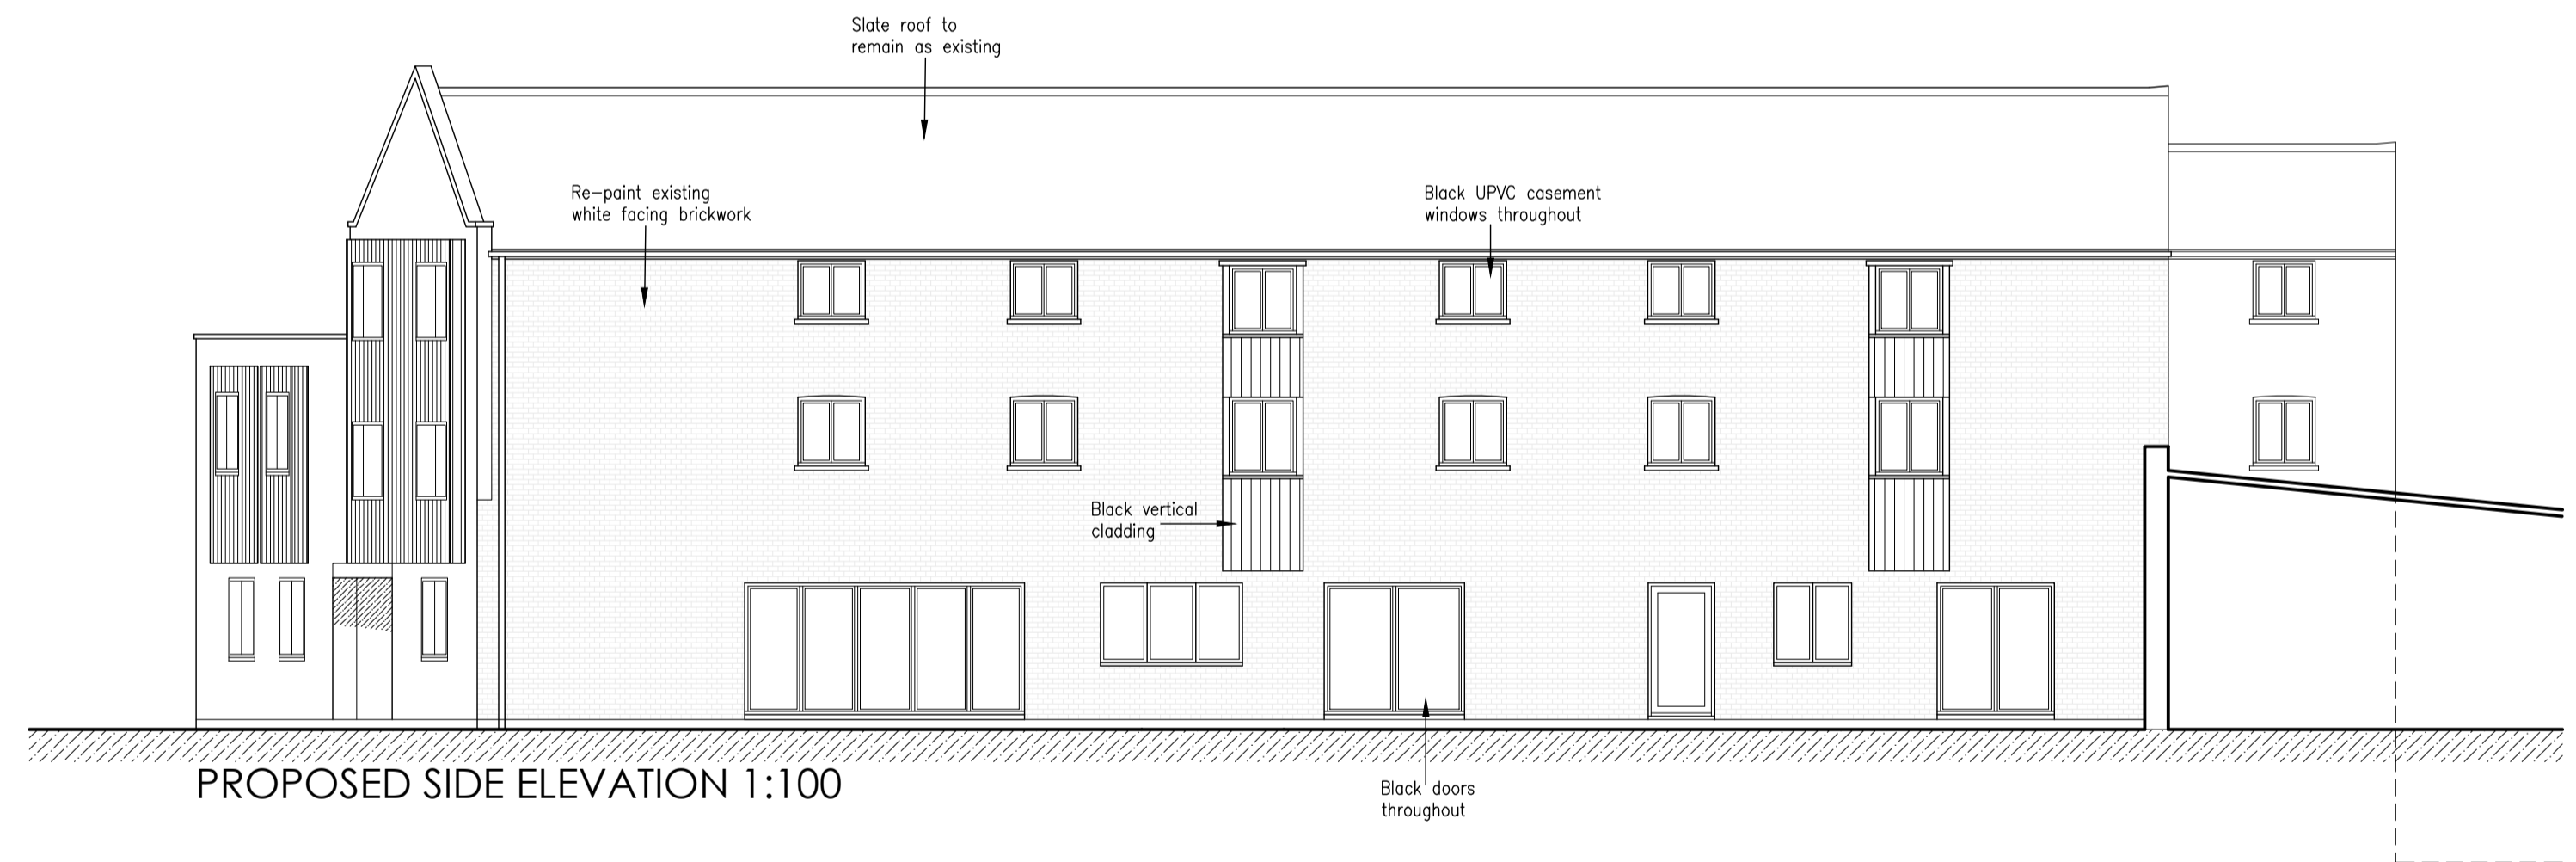 Slate roof to
remain as existing
Re-paint existing
white facing brickwork
Black UPVC casement
windows throughout
Black vertical
cladding
PROPOSED SIDE ELEVATION 1:100
Black doors
throughout